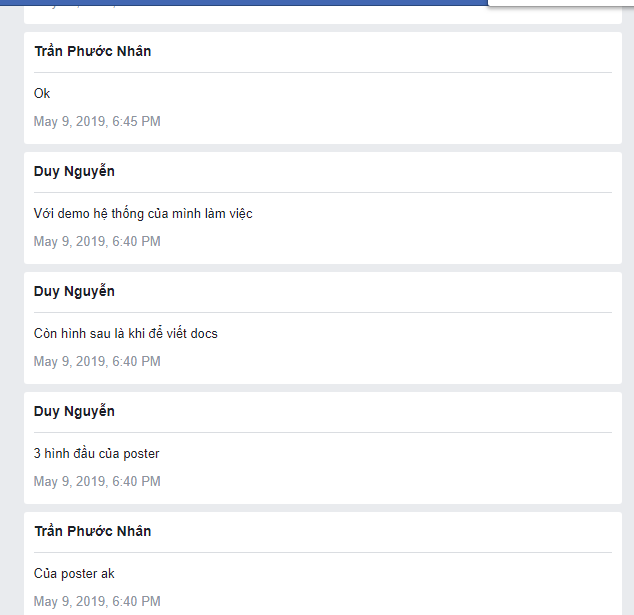 Trần Phước Nhân
Ok
May 9, 2019, 6:45 PM
Duy Nguyễn
Với demo hệ thống của mình làm việc
May 9, 2019, 6:40 PM
Duy Nguyễn
Còn hình sau là khi để viết docs
May 9, 2019, 6:40 PM
Duy Nguyễn
3 hình đầu của poster
May 9, 2019, 6:40 PM
Trần Phước Nhân
Của poster ak
May 9, 2019, 6:40 PM